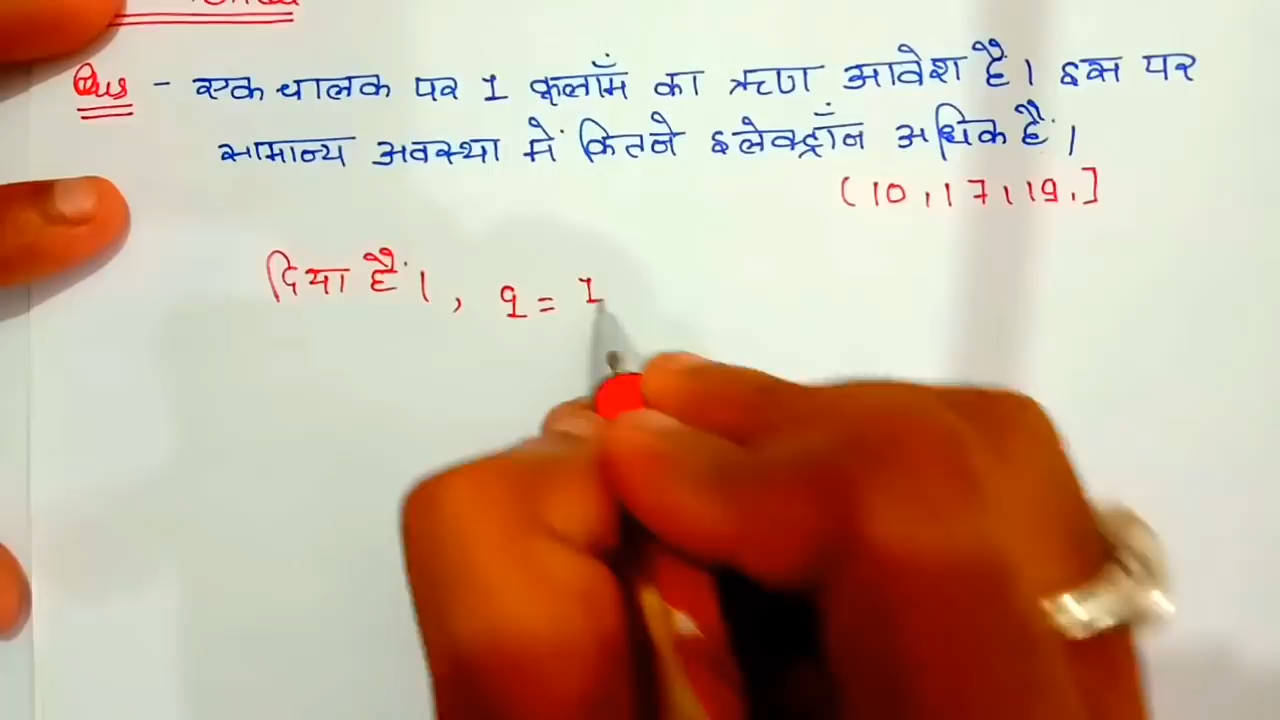 Qus - एक चालक पर 1 कूलॉंम का ऋण आवेश है। इस पर
सामान्य अवस्था में कितने इलेक्ट्रॉंन अधिक हैं।
(10, 17, 19,]
दिया हैं।, q = 1